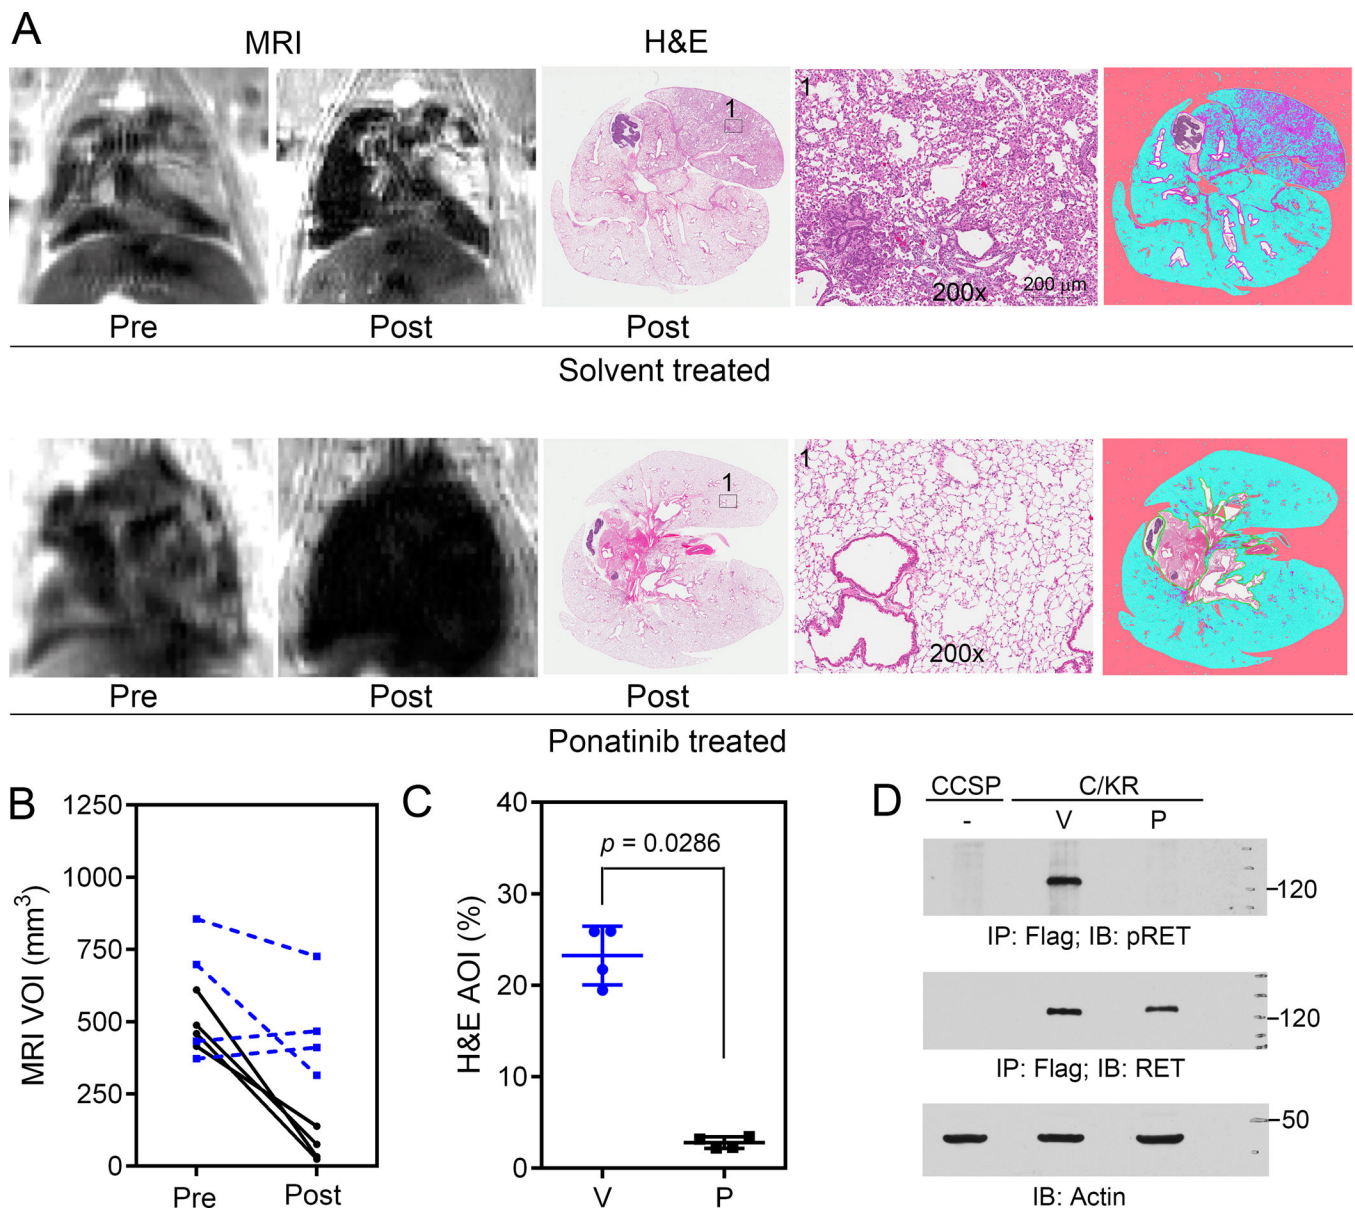 A
MRI
H&E
1
1
200x
200 μm
Pre
Post
Post
Solvent treated
1
1
200x
Pre
Post
Post
Ponatinib treated
B
MRI VOI (mm³)
1250
1000
750
500
250
0
Pre
Post
C
H&E AOI (%)
40
30
20
10
0
p = 0.0286
V
P
D
CCSP
C/KR
-
V
P
120
IP: Flag; IB: pRET
120
IP: Flag; IB: RET
50
IB: Actin